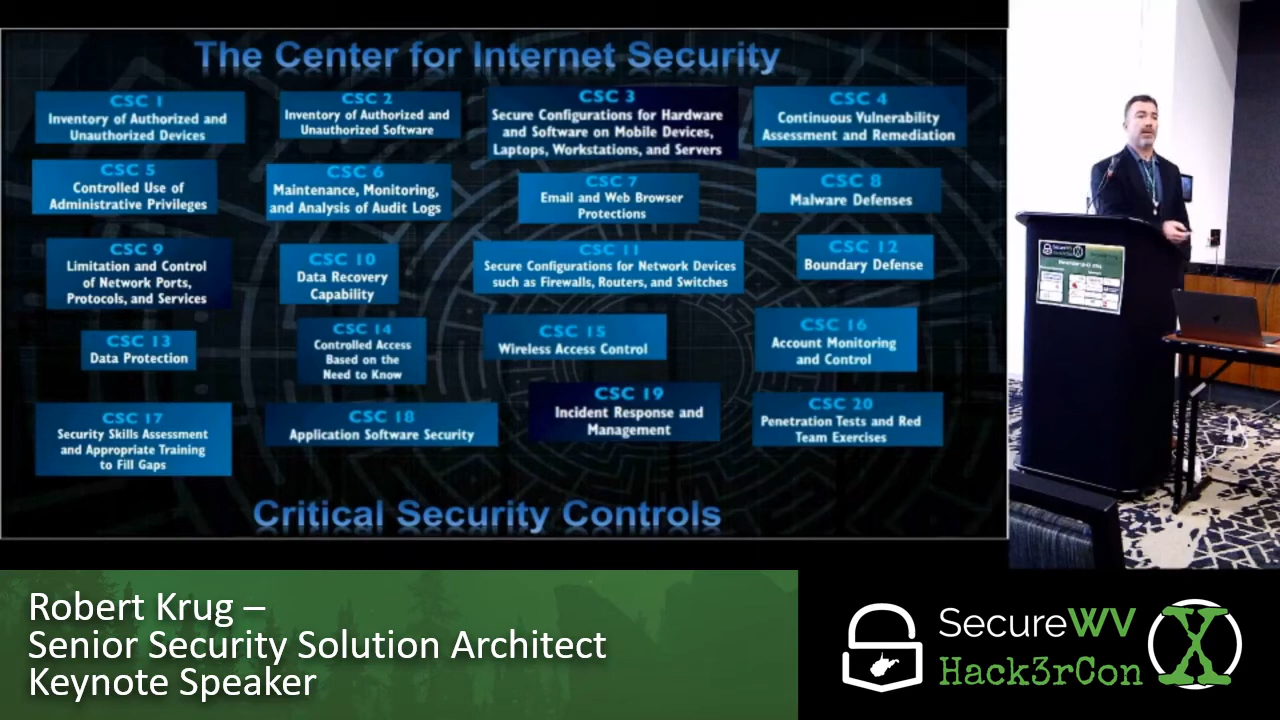 The Center for Internet Security
CSC 1
Inventory of Authorized and
Unauthorized Devices
CSC 2
Inventory of Authorized and
Unauthorized Software
CSC 3
Secure Configurations for Hardware
and Software on Mobile Devices,
Laptops, Workstations, and Servers
CSC 4
Continuous Vulnerability
Assessment and Remediation
CSC 5
Controlled Use of
Administrative Privileges
CSC 6
Maintenance, Monitoring,
and Analysis of Audit Logs
CSC 7
Email and Web Browser
Protections
CSC 8
Malware Defenses
CSC 9
Limitation and Control
of Network Ports,
Protocols, and Services
CSC 10
Data Recovery
Capability
CSC 11
Secure Configurations for Network Devices
such as Firewalls, Routers, and Switches
CSC 12
Boundary Defense
CSC 13
Data Protection
CSC 14
Controlled Access
Based on the
Need to Know
CSC 15
Wireless Access Control
CSC 16
Account Monitoring
and Control
CSC 17
Security Skills Assessment
and Appropriate Training
to Fill Gaps
CSC 18
Application Software Security
CSC 19
Incident Response and
Management
CSC 20
Penetration Tests and Red
Team Exercises
Critical Security Controls
Robert Krug –
Senior Security Solution Architect
Keynote Speaker
SecureWV
Hack3rCon
X